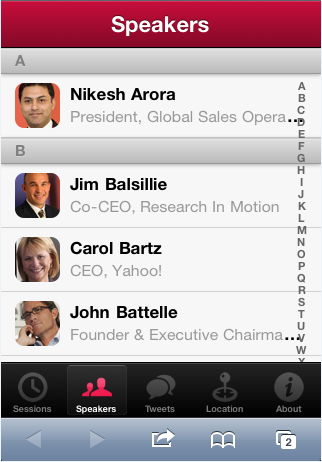 Speakers
A
Nikesh Arora
President, Global Sales Opera...
B
Jim Balsillie
Co-CEO, Research In Motion
Carol Bartz
CEO, Yahoo!
John Battelle
Founder & Executive Chairma...
A
B
C
D
E
F
G
H
I
J
K
L
M
N
O
P
Q
R
S
T
U
V
W
X
Sessions
Speakers
Tweets
Location
About
2